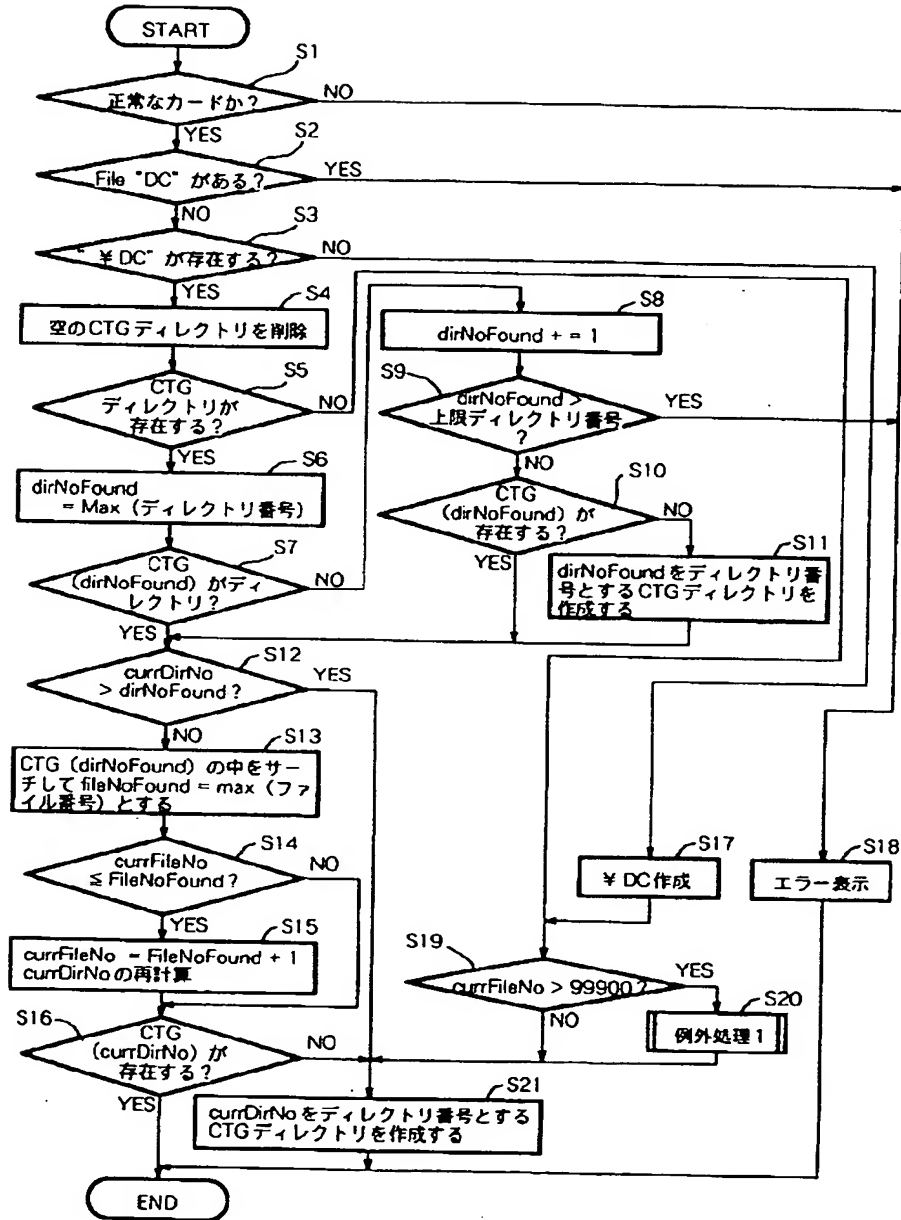 START
S1
正常なカードか？
NO
YES
S2
File "DC" がある？
YES
NO
S3
"￥DC" が存在する？
NO
YES
S4
空のCTGディレクトリを削除
S5
CTG
ディレクトリが
存在する？
NO
YES
S6
dirNoFound
= Max（ディレクトリ番号）
S7
CTG
(dirNoFound) がディ
レクトリ？
NO
YES
S8
dirNoFound + = 1
S9
dirNoFound >
上限ディレクトリ番号
？
YES
NO
S10
CTG
(dirNoFound) が
存在する？
NO
YES
S11
dirNoFoundをディレクトリ番
号とするCTGディレクトリを
作成する
S12
currDirNo
> dirNoFound？
YES
NO
S13
CTG（dirNoFound）の中をサー
チして fileNoFound = max（ファ
イル番号）とする
S14
currFileNo
≦ FileNoFound？
NO
YES
S15
currFileNo = FileNoFound + 1
currDirNoの再計算
S16
CTG
(currDirNo) が
存在する？
NO
YES
S17
￥DC作成
S18
エラー表示
S19
currFileNo > 99900？
YES
NO
S20
例外処理1
S21
currDirNoをディレクトリ番号とする
CTGディレクトリを作成する
END